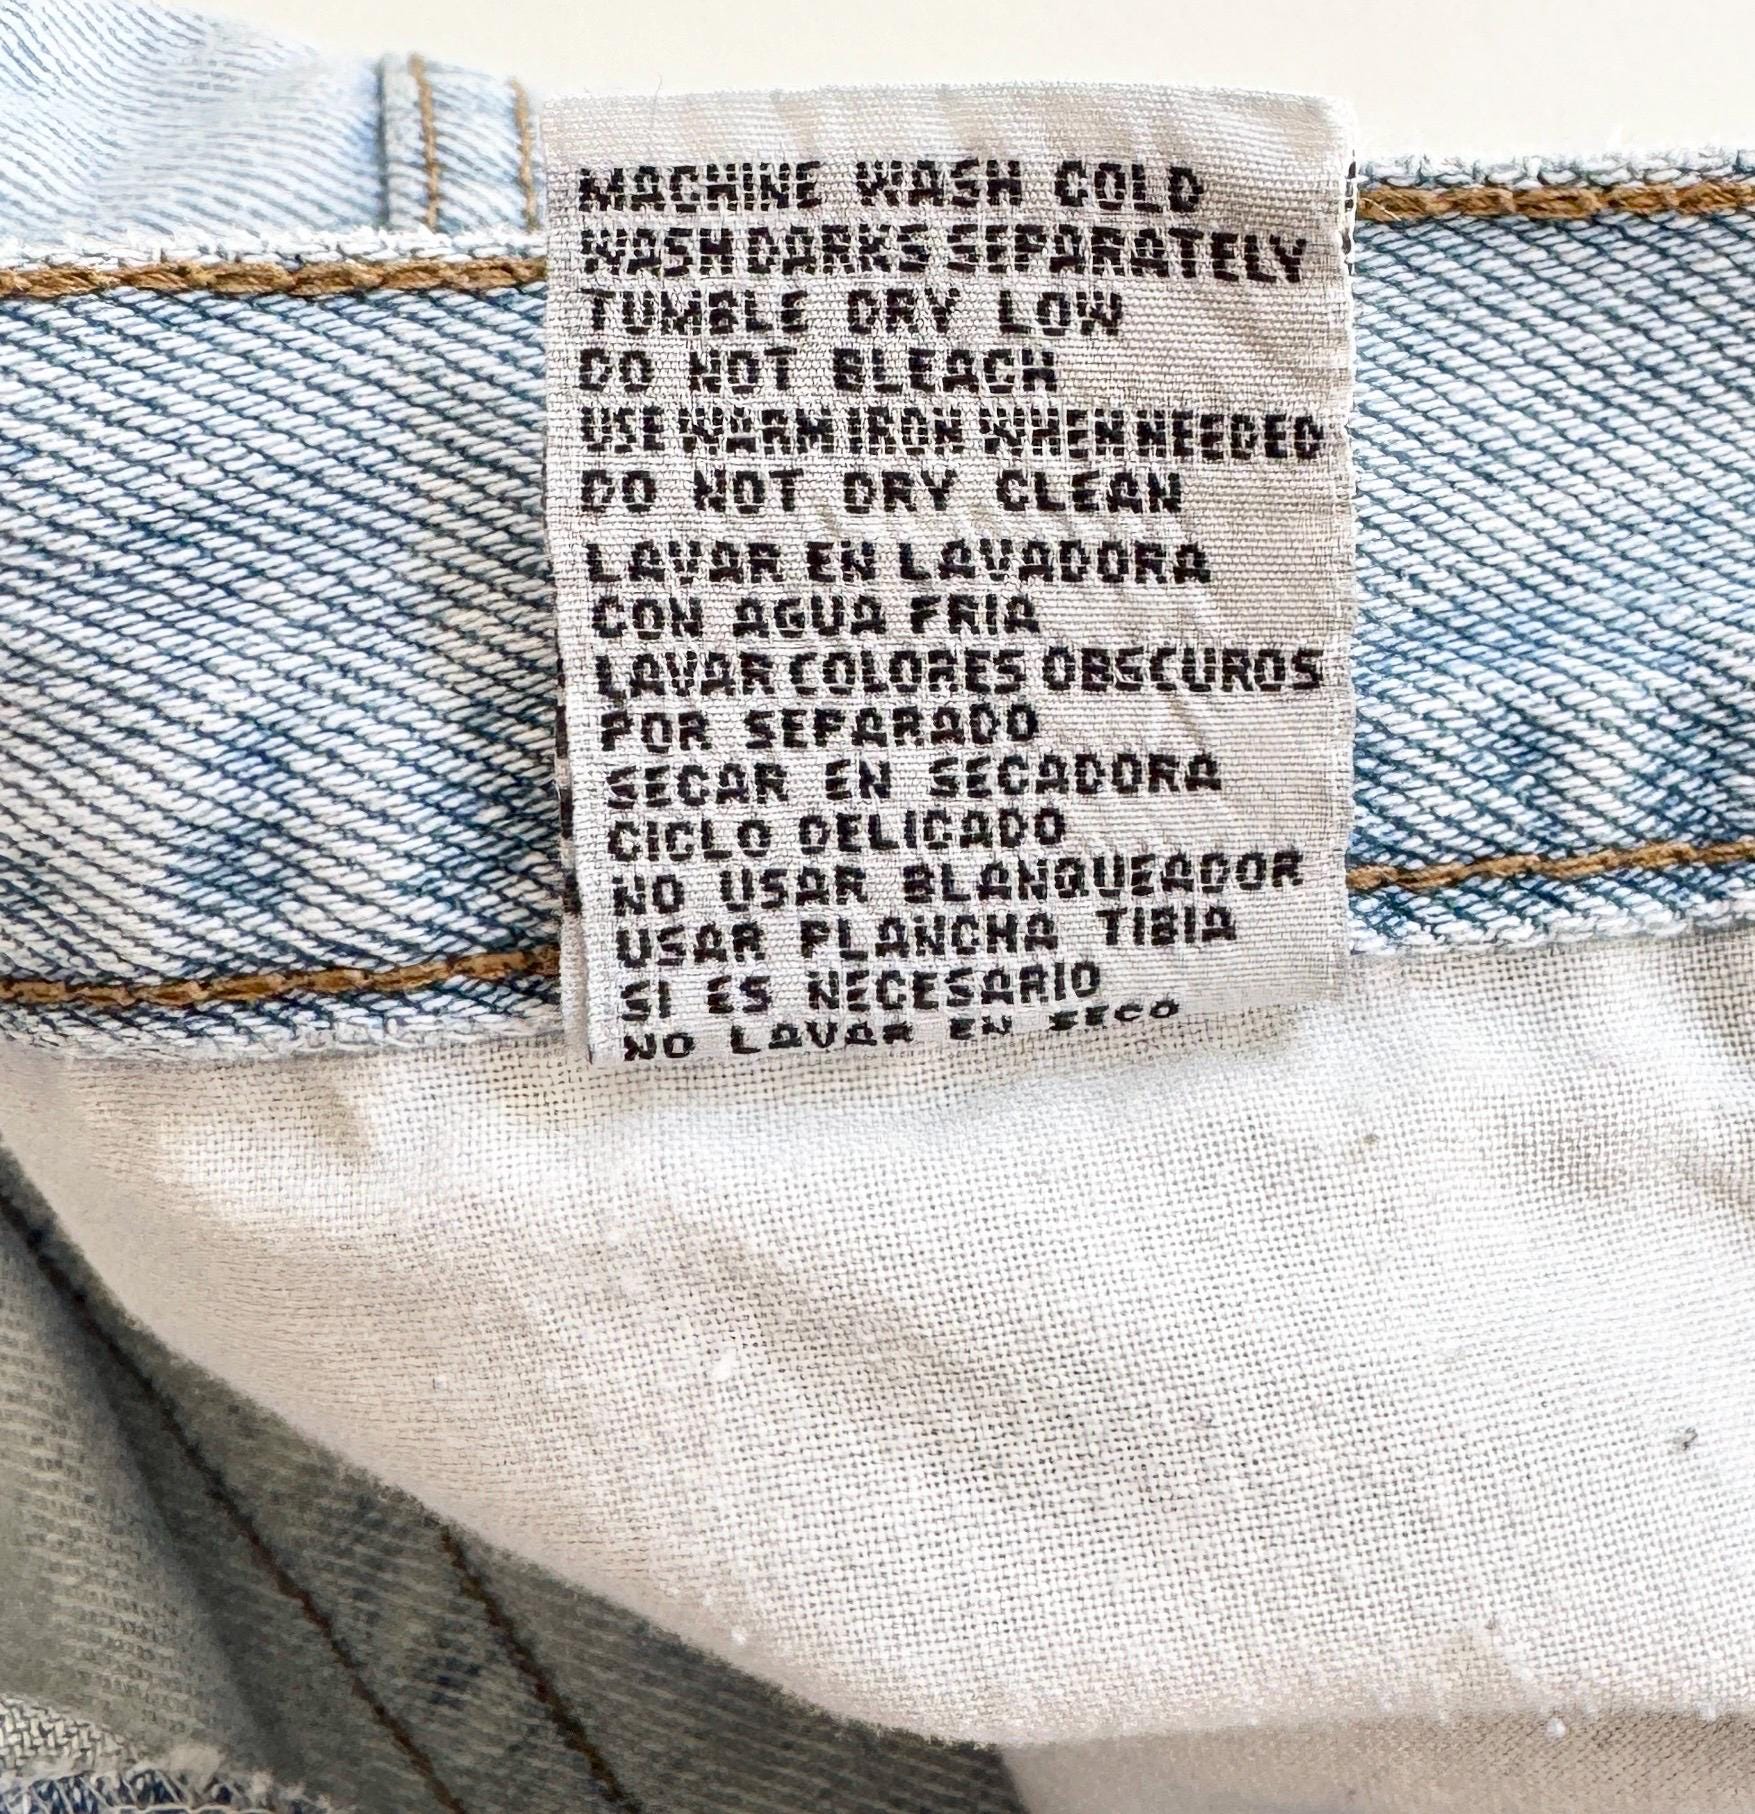 MACHINE WASH COLD
WASH DARKS SEPARATELY
TUMBLE DRY LOW
DO NOT BLEACH
USE WARM IRON WHEN NEEDED
DO NOT DRY CLEAN
LAVAR EN LAVADORA
CON AGUA FRIA
LAVAR COLORES OBSCUROS
POR SEPARADO
SECAR EN SECADORA
CICLO DELICADO
NO USAR BLANQUEADOR
USAR PLANCHA TIBIA
SI ES NECESARIO
NO LAVAR EN SECO